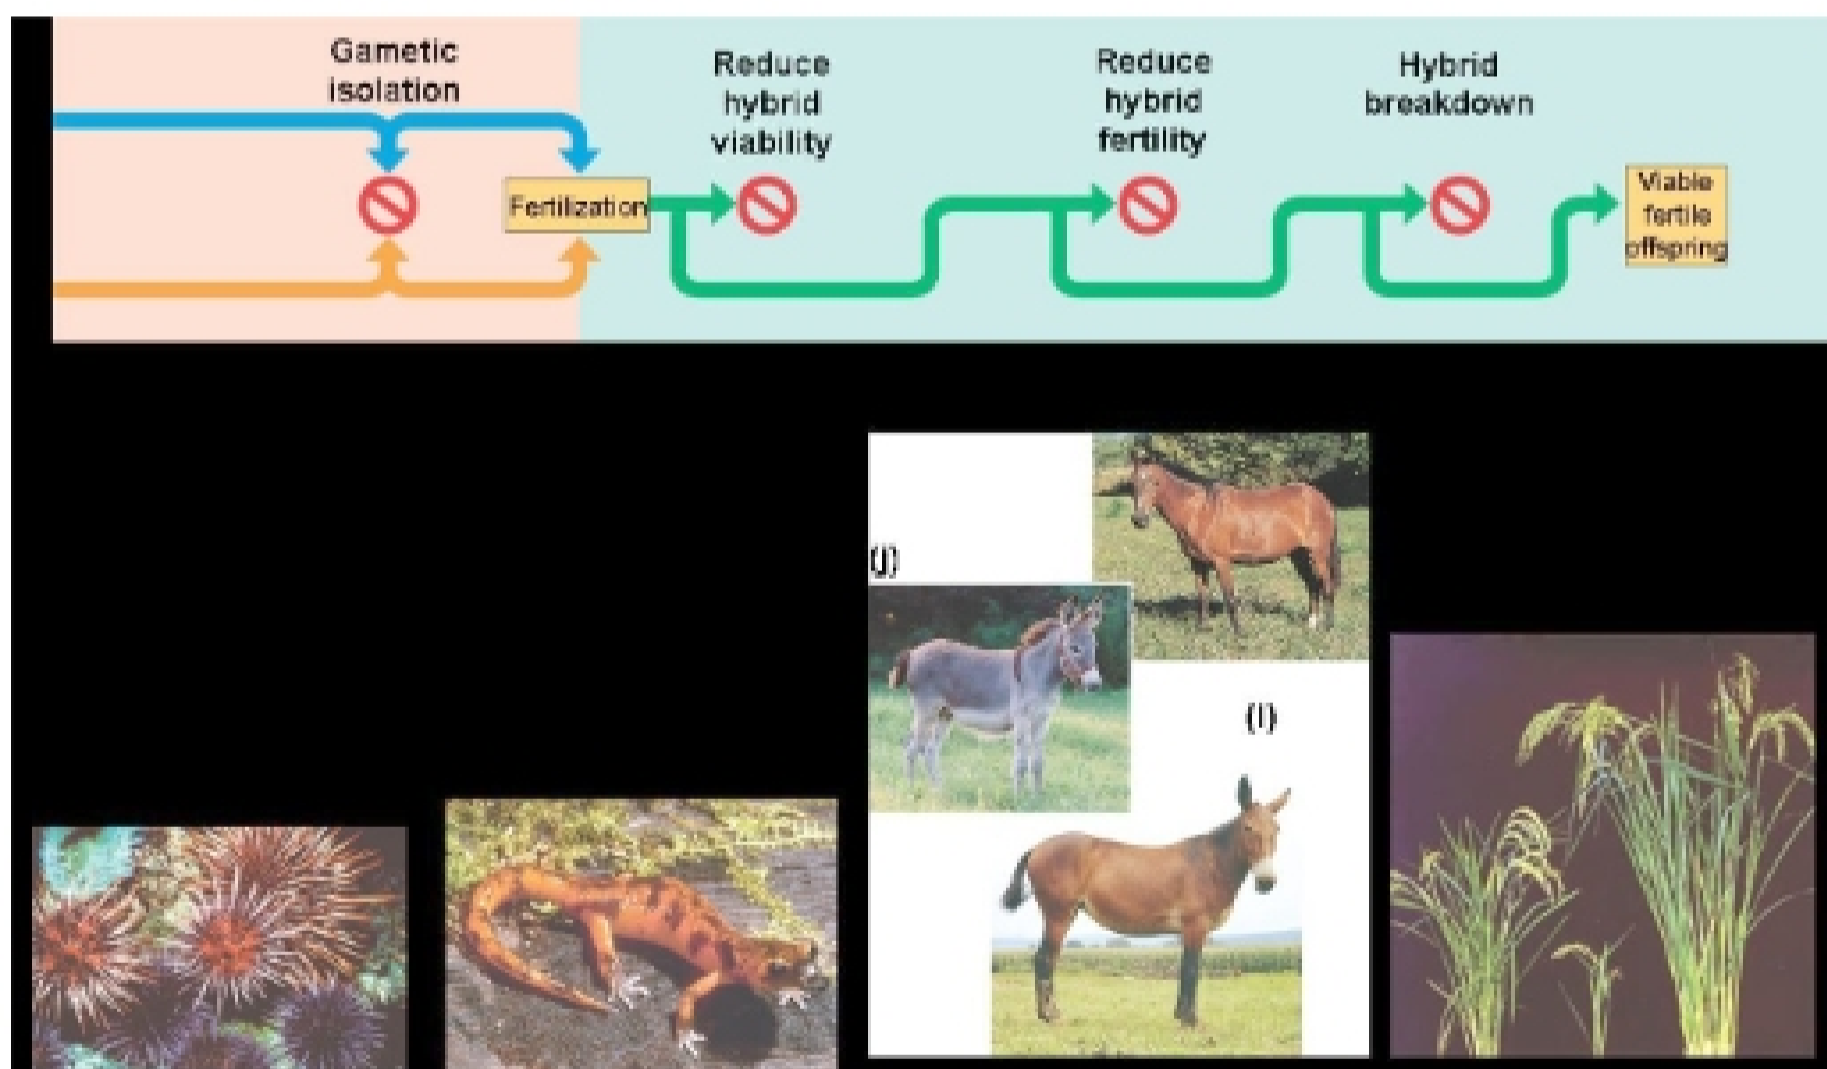 Gametic
isolation
Reduce
hybrid
viability
Reduce
hybrid
fertility
Hybrid
breakdown
Fertilization
Viable
fertile
offspring
(j)
(l)